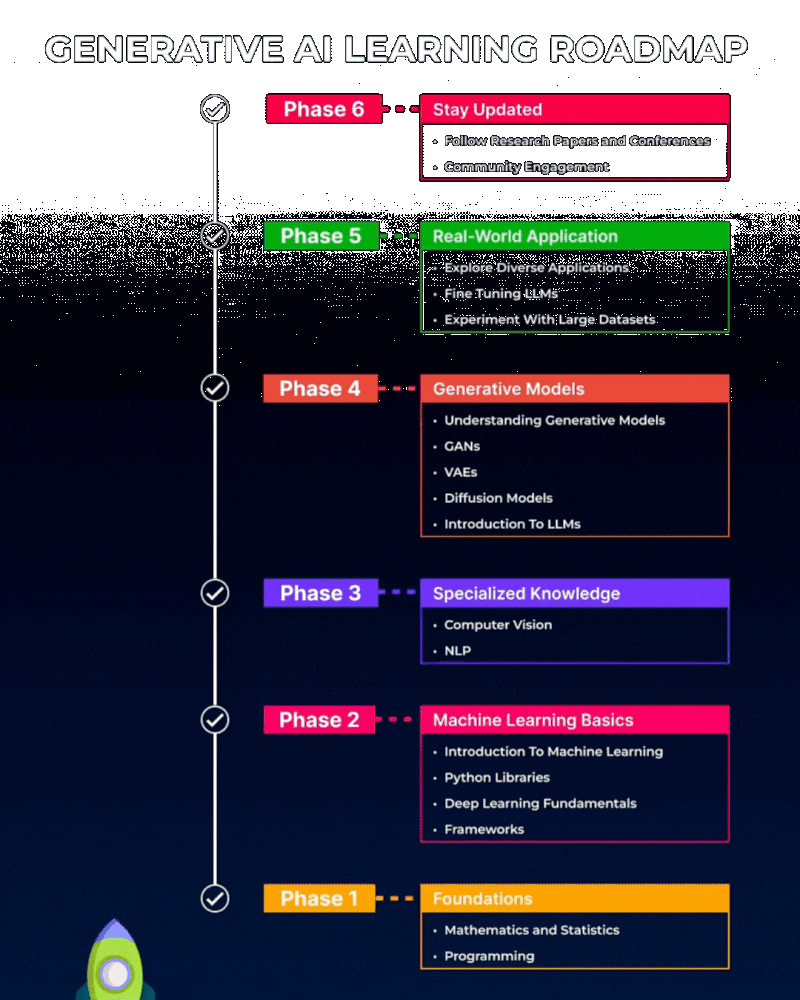 GENERATIVE AI LEARNING ROADMAP
Phase 6
Stay Updated
• Follow Research Papers and Conferences
• Community Engagement
Phase 5
Real-World Application
• Explore Diverse Applications
• Fine Tuning LLMs
• Experiment With Large Datasets
Phase 4
Generative Models
• Understanding Generative Models
• GANs
• VAEs
• Diffusion Models
• Introduction To LLMs
Phase 3
Specialized Knowledge
• Computer Vision
• NLP
Phase 2
Machine Learning Basics
• Introduction To Machine Learning
• Python Libraries
• Deep Learning Fundamentals
• Frameworks
Phase 1
Foundations
• Mathematics and Statistics
• Programming